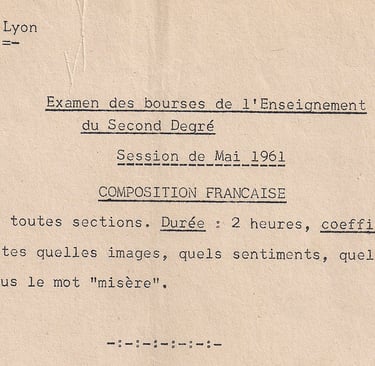 Lyon
=-
Examen des bourses de l'Enseignement
du Second Degré
Session de Mai 1961
COMPOSITION FRANCAISE
toutes sections. Durée : 2 heures, coeffi
tes quelles images, quels sentiments, quel
us le mot "misère".
-:-:-:-:-:-:-